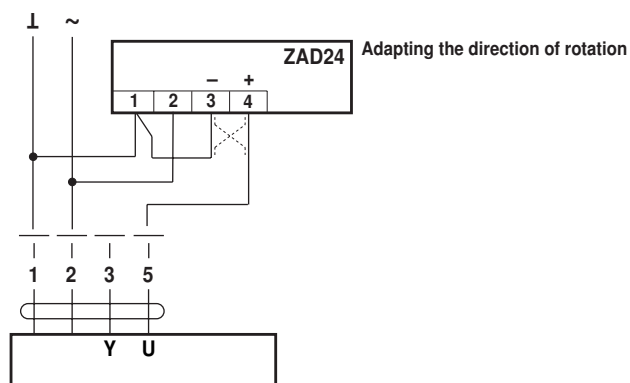 ⊥ ~
ZAD24
Adapting the direction of rotation
– +
1 2 3 4
1 2 3 5
Y U